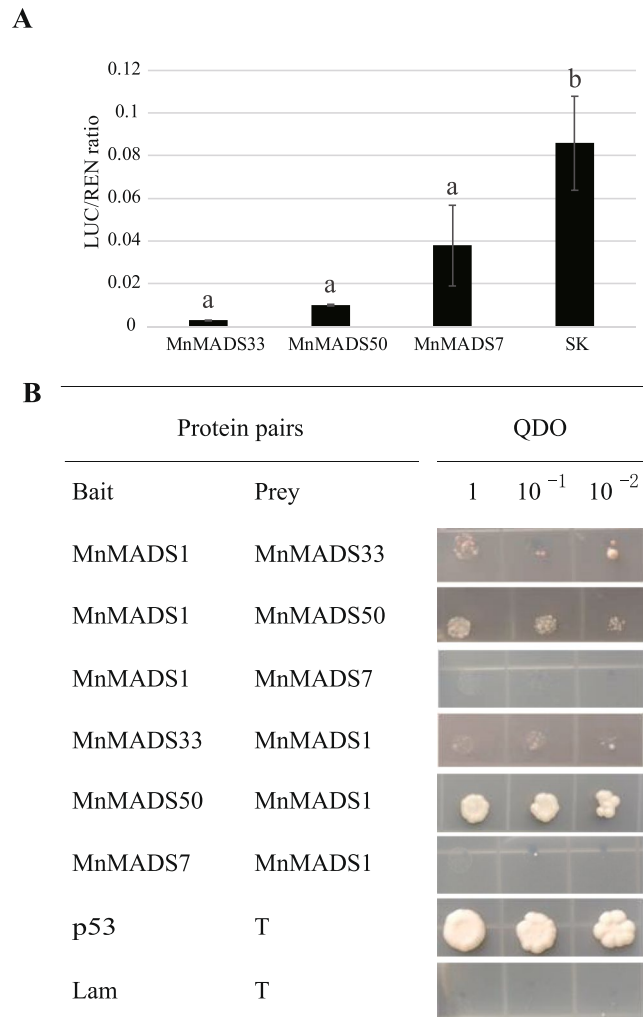 A
LUC/REN ratio
0.12
0.1
0.08
0.06
0.04
0.02
0
a
a
a
b
MnMADS33 MnMADS50 MnMADS7 SK
B
Protein pairs QDO
Bait Prey 1 10⁻¹ 10⁻²
MnMADS1 MnMADS33
MnMADS1 MnMADS50
MnMADS1 MnMADS7
MnMADS33 MnMADS1
MnMADS50 MnMADS1
MnMADS7 MnMADS1
p53 T
Lam T